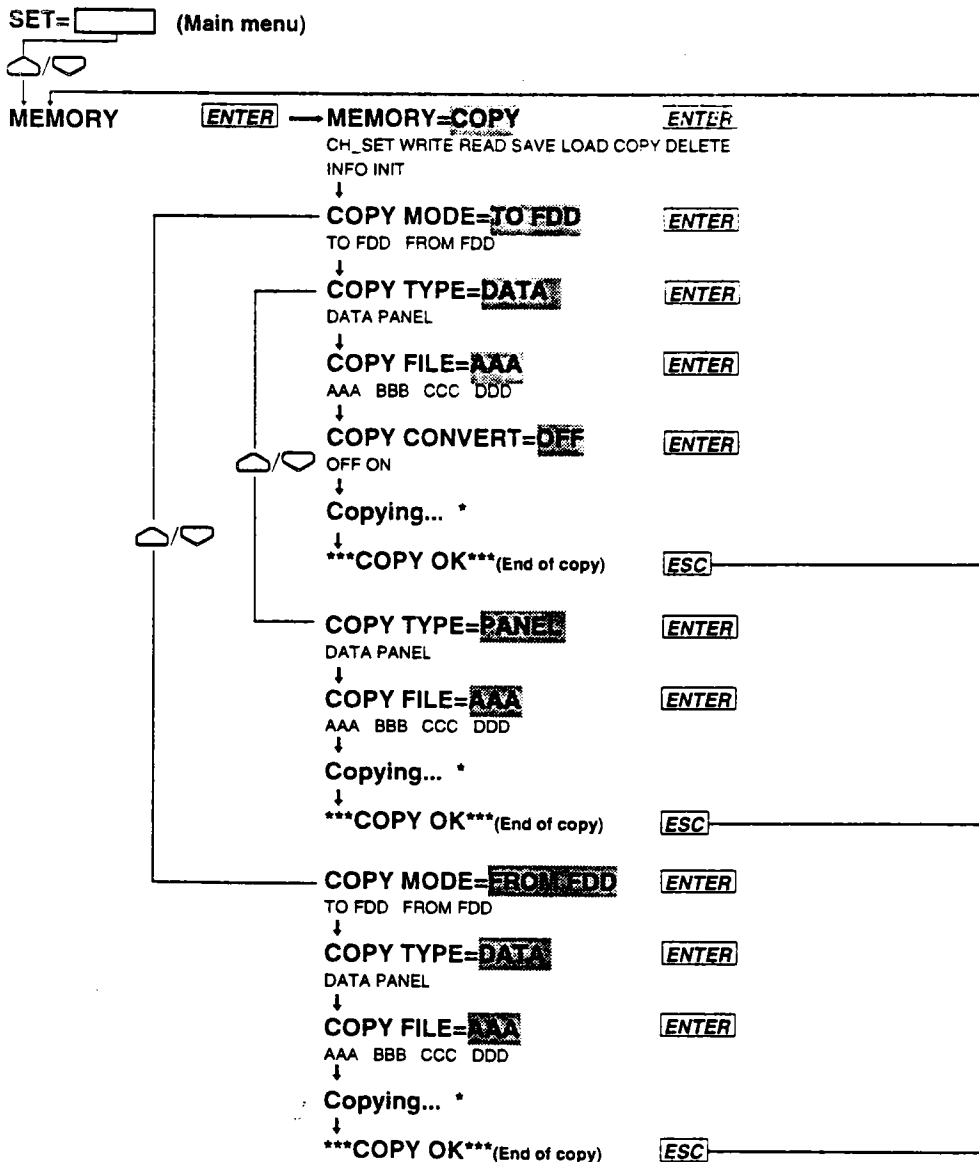 SET= (Main menu)
/
MEMORY ENTER MEMORY=COPY ENTER
CH_SET WRITE READ SAVE LOAD COPY DELETE
INFO INIT
COPY MODE=TO FDD ENTER
TO FDD FROM FDD
COPY TYPE=DATA ENTER
DATA PANEL
COPY FILE=AAA ENTER
AAA BBB CCC DDD
COPY CONVERT=OFF ENTER
/ OFF ON
Copying... *
/
***COPY OK***(End of copy) ESC
COPY TYPE=PANEL ENTER
DATA PANEL
COPY FILE=AAA ENTER
AAA BBB CCC DDD
Copying... *
***COPY OK***(End of copy) ESC
COPY MODE=FROM FDD ENTER
TO FDD FROM FDD
COPY TYPE=DATA ENTER
DATA PANEL
COPY FILE=AAA ENTER
AAA BBB CCC DDD
Copying... *
***COPY OK***(End of copy) ESC